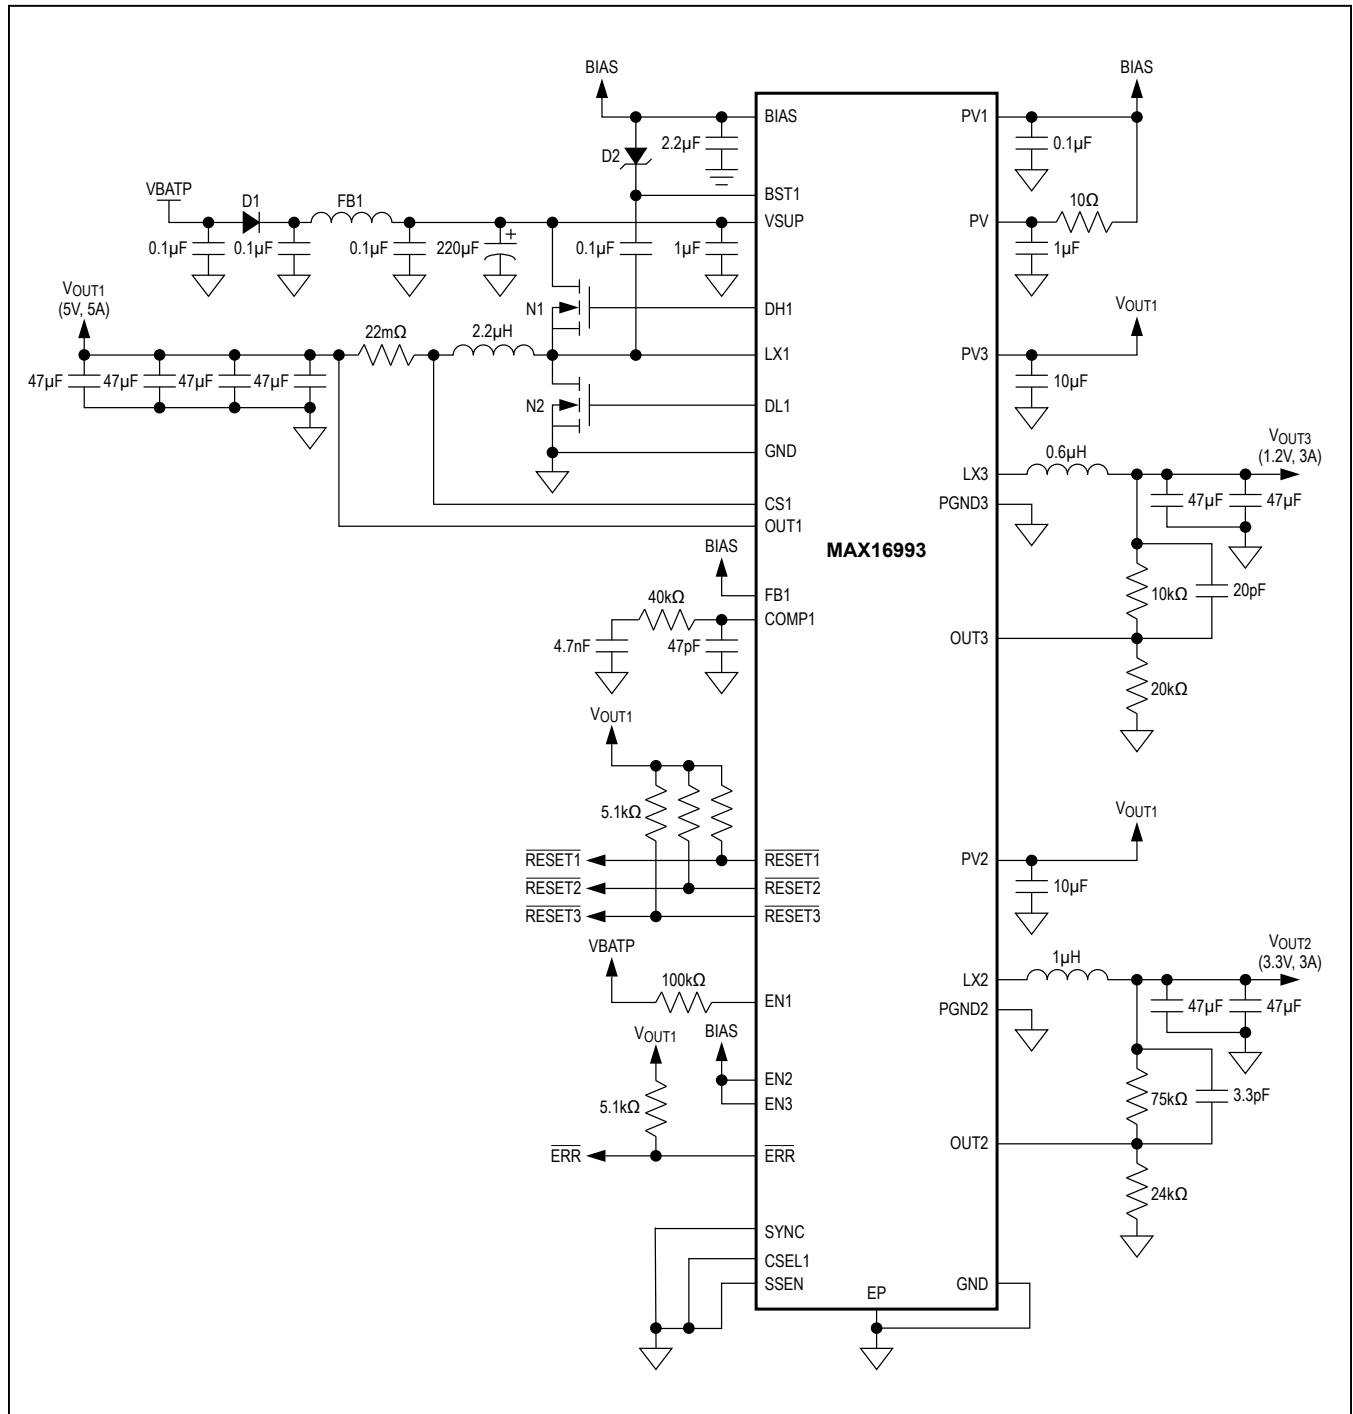 BIAS
BIAS
BIAS
PV1
2.2µF
0.1µF
D2
VBATP
D1
FB1
BST1
10Ω
VSUP
PV
0.1µF
0.1µF
0.1µF
220µF
+
0.1µF
1µF
1µF
VOUT1
(5V, 5A)
N1
DH1
VOUT1
22mΩ
2.2µH
LX1
PV3
47µF
47µF
47µF
47µF
10µF
N2
DL1
VOUT3
(1.2V, 3A)
0.6µH
GND
LX3
CS1
PGND3
47µF
47µF
OUT1
MAX16993
BIAS
FB1
10kΩ
20pF
40kΩ
COMP1
OUT3
4.7nF
47pF
20kΩ
VOUT1
5.1kΩ
VOUT1
RESET1
RESET1
PV2
RESET2
RESET2
10µF
RESET3
RESET3
VBATP
VOUT2
(3.3V, 3A)
1µH
100kΩ
LX2
EN1
PGND2
47µF
47µF
VOUT1
BIAS
EN2
EN3
5.1kΩ
75kΩ
3.3pF
OUT2
ERR
ERR
24kΩ
SYNC
CSEL1
SSEN
EP
GND